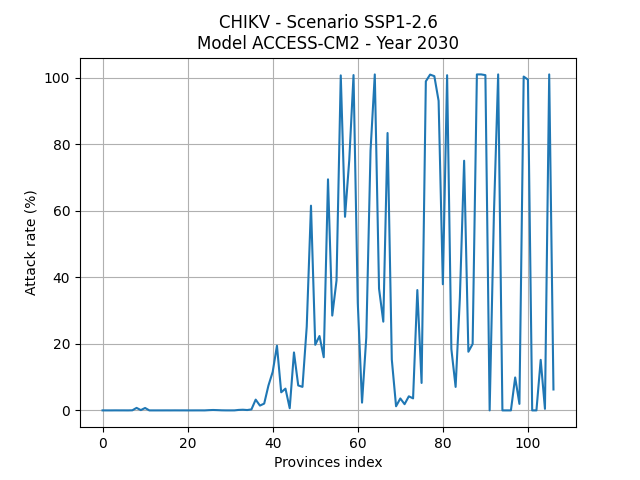 CHIKV - Scenario SSP1-2.6
Model ACCESS-CM2 - Year 2030
100
80
60
40
20
0
Attack rate (%)
0 20 40 60 80 100
Provinces index